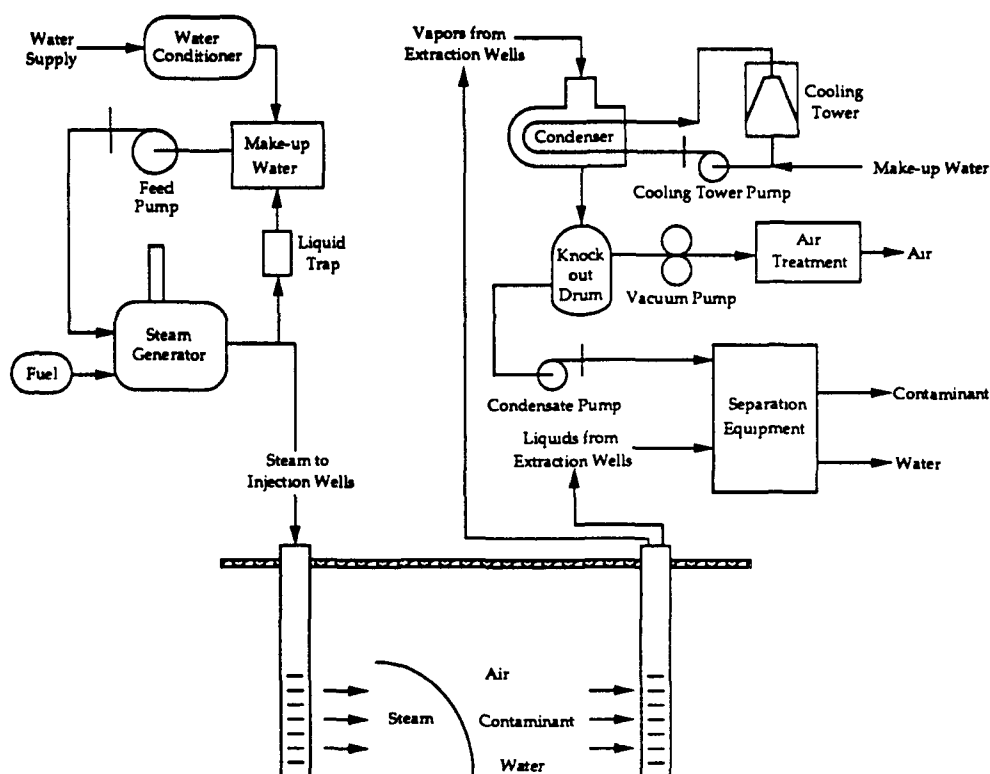 Water
Supply
Water
Conditioner
Make-up
Water
Feed
Pump
Liquid
Trap
Steam
Generator
Fuel
Steam to
Injection Wells
Vapors from
Extraction Wells
Condenser
Cooling
Tower
Make-up Water
Cooling Tower Pump
Knock
out
Drum
Vacuum Pump
Air
Treatment
Air
Condensate Pump
Separation
Equipment
Contaminant
Water
Liquids from
Extraction Wells
Air
Steam
Contaminant
Water